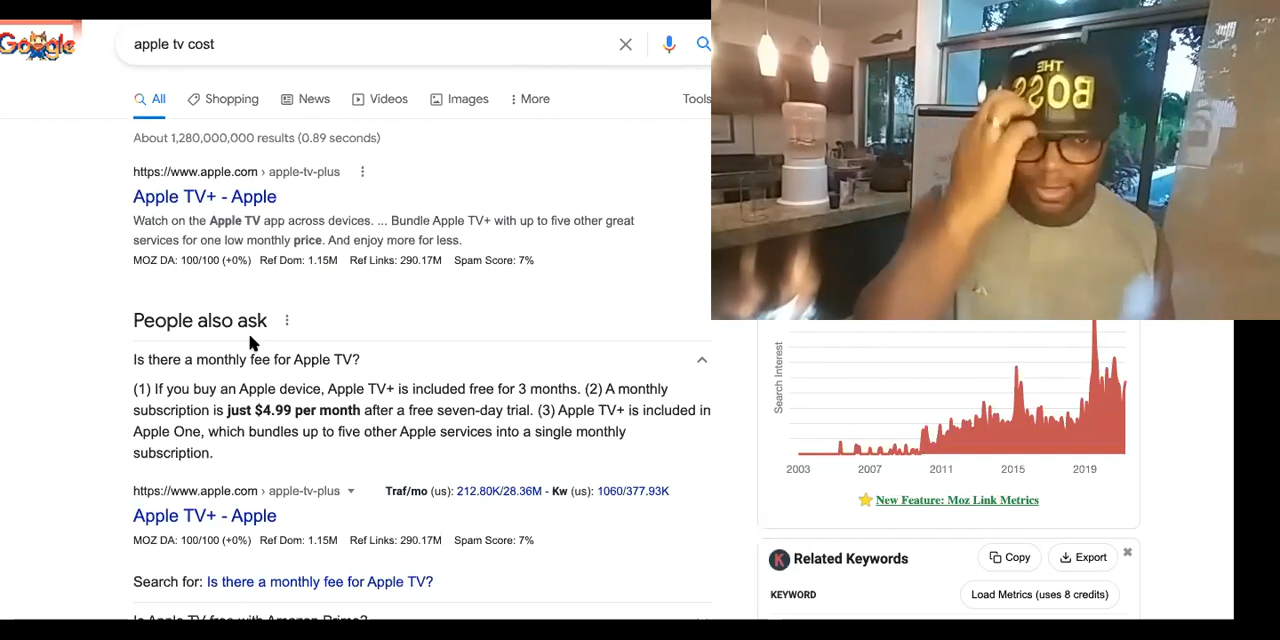 Google
apple tv cost
All
Shopping
News
Videos
Images
More
Tools
About 1,280,000,000 results (0.89 seconds)
https://www.apple.com › apple-tv-plus
Apple TV+ - Apple
Watch on the Apple TV app across devices. ... Bundle Apple TV+ with up to five other great
services for one low monthly price. And enjoy more for less.
MOZ DA: 100/100 (+0%) Ref Dom: 1.15M Ref Links: 290.17M Spam Score: 7%
People also ask
Is there a monthly fee for Apple TV?
(1) If you buy an Apple device, Apple TV+ is included free for 3 months. (2) A monthly
subscription is just $4.99 per month after a free seven-day trial. (3) Apple TV+ is included in
Apple One, which bundles up to five other Apple services into a single monthly
subscription.
https://www.apple.com › apple-tv-plus Traf/mo (us): 212.80K/28.36M - Kw (us): 1060/377.93K
Apple TV+ - Apple
MOZ DA: 100/100 (+0%) Ref Dom: 1.15M Ref Links: 290.17M Spam Score: 7%
Search for: Is there a monthly fee for Apple TV?
Is Apple TV free with Amazon Prime?
THE
BOSS
Search Interest
2003 2007 2011 2015 2019
New Feature: Moz Link Metrics
K Related Keywords
Copy
Export
KEYWORD
Load Metrics (uses 8 credits)